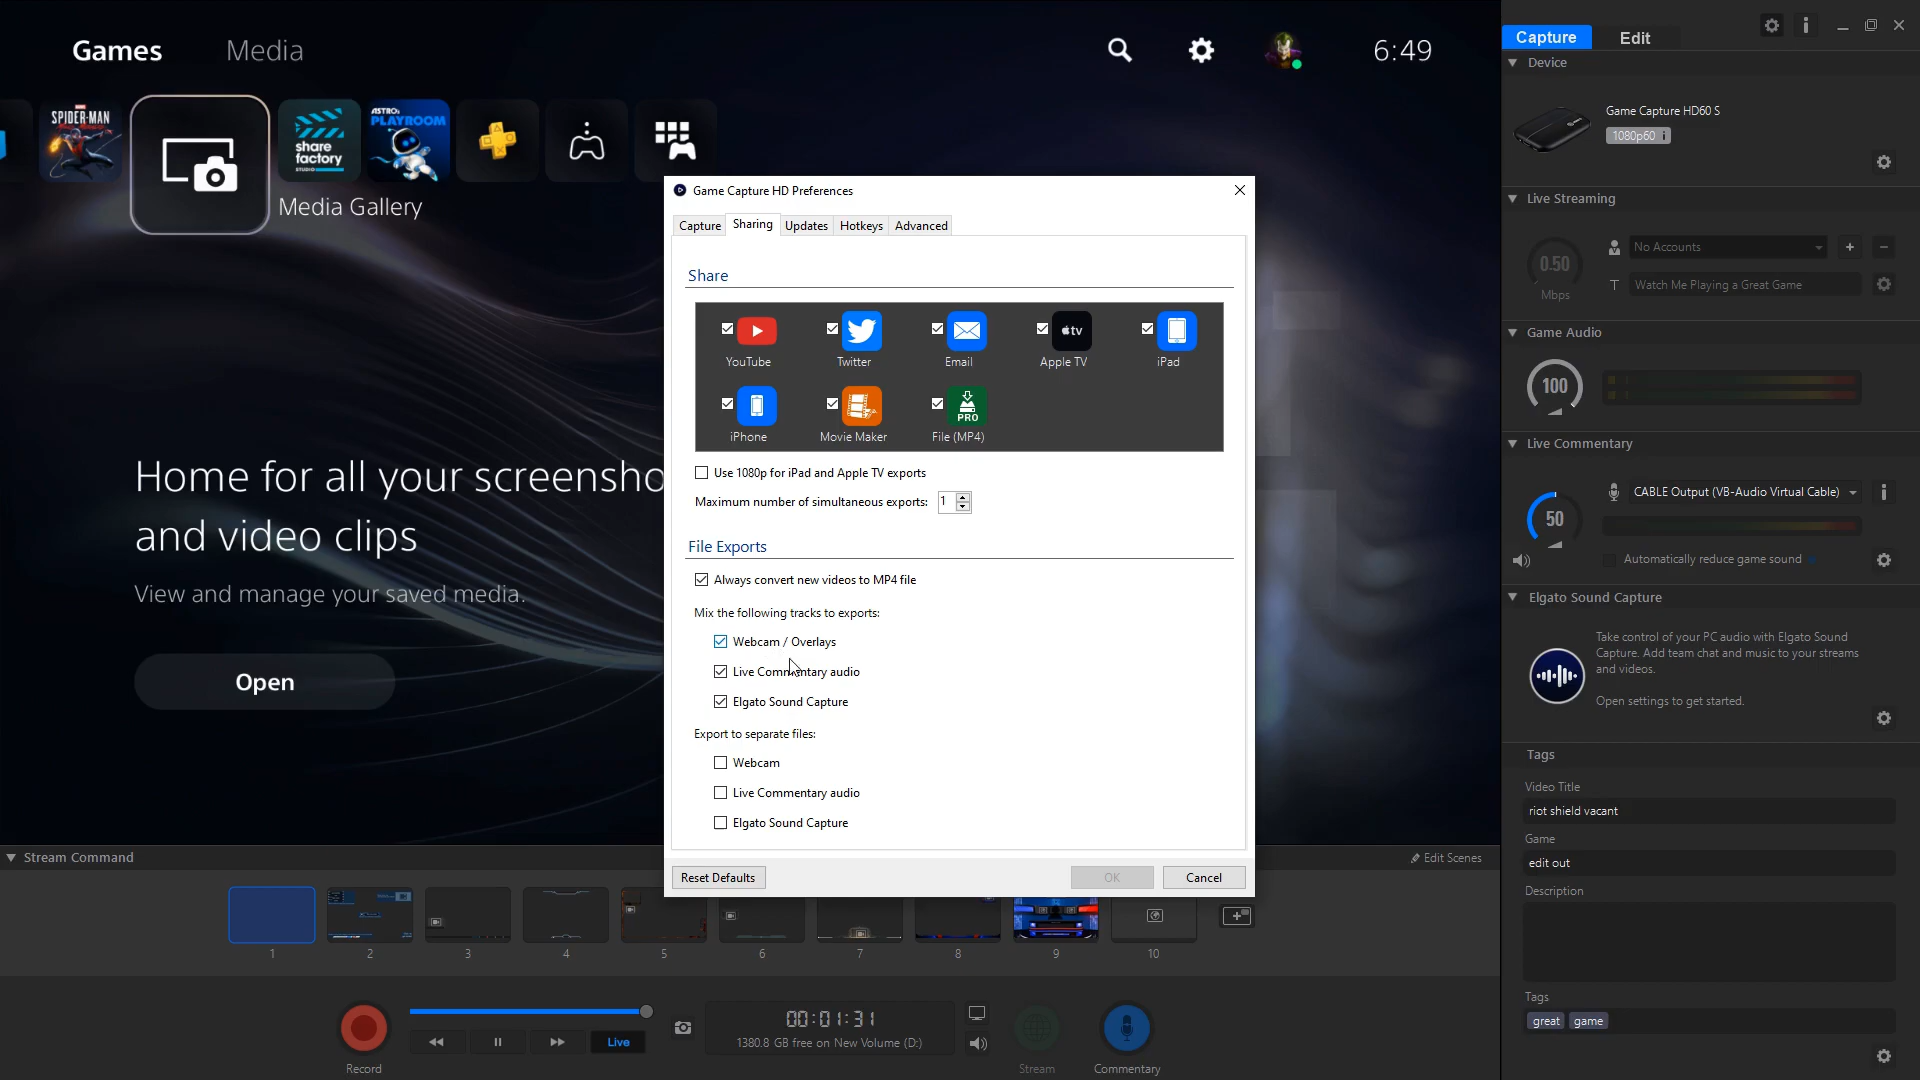 Games
Media
6:49
MARVEL
SPIDER-MAN
share
factory
STUDIO
ASTRO's
PLAYROOM
Media Gallery
Home for all your screensho
and video clips
View and manage your saved media.
Open
Game Capture HD Preferences
Capture
Sharing
Updates
Hotkeys
Advanced
Share
YouTube
Twitter
Email
tv
Apple TV
iPad
iPhone
Movie Maker
PRO
File (MP4)
Use 1080p for iPad and Apple TV exports
Maximum number of simultaneous exports: 1
File Exports
Always convert new videos to MP4 file
Mix the following tracks to exports:
Webcam / Overlays
Live Commentary audio
Elgato Sound Capture
Export to separate files:
Webcam
Live Commentary audio
Elgato Sound Capture
Reset Defaults
OK
Cancel
Capture
Edit
Device
Game Capture HD60 S
1080p60 i
Live Streaming
0.50
Mbps
No Accounts
T Watch Me Playing a Great Game
Game Audio
100
Live Commentary
CABLE Output (VB-Audio Virtual Cable)
50
Automatically reduce game sound
Elgato Sound Capture
Take control of your PC audio with Elgato Sound
Capture. Add team chat and music to your streams
and videos.
Open settings to get started.
Tags
Video Title
riot shield vacant
Game
edit out
Description
Tags
great game
Stream Command
Edit Scenes
1 2 3 4 5 6 7 8 9 10
Record
Live
00:01:31
1380.8 GB free on New Volume (D:)
Stream
Commentary